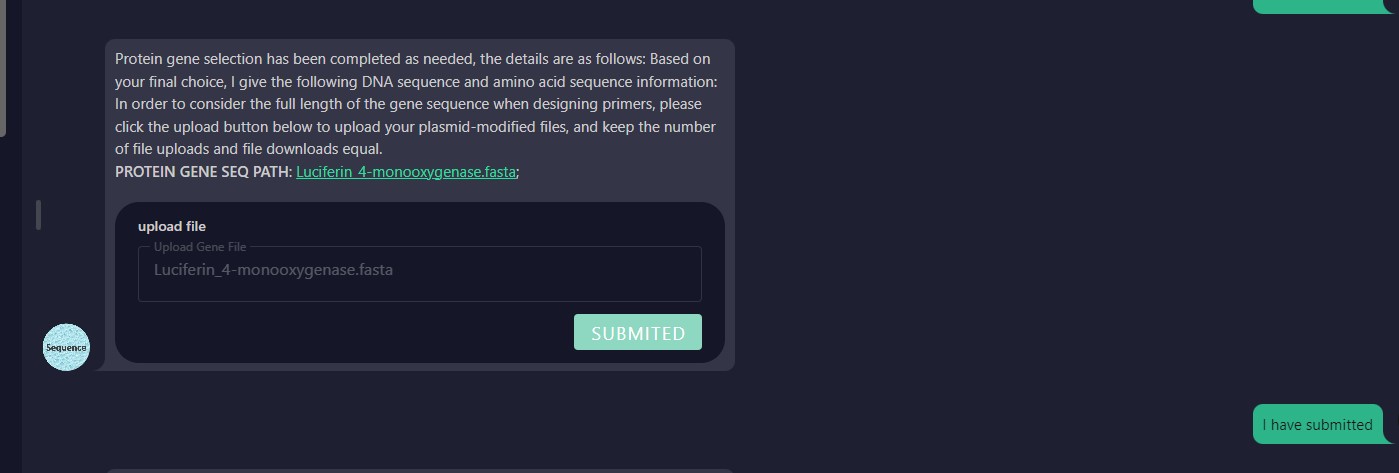 Protein gene selection has been completed as needed, the details are as follows: Based on
your final choice, I give the following DNA sequence and amino acid sequence information:
In order to consider the full length of the gene sequence when designing primers, please
click the upload button below to upload your plasmid-modified files, and keep the number
of file uploads and file downloads equal.
PROTEIN GENE SEQ PATH: Luciferin_4-monooxygenase.fasta;
upload file
Upload Gene File
Luciferin_4-monooxygenase.fasta
SUBMITED
Sequence
I have submitted